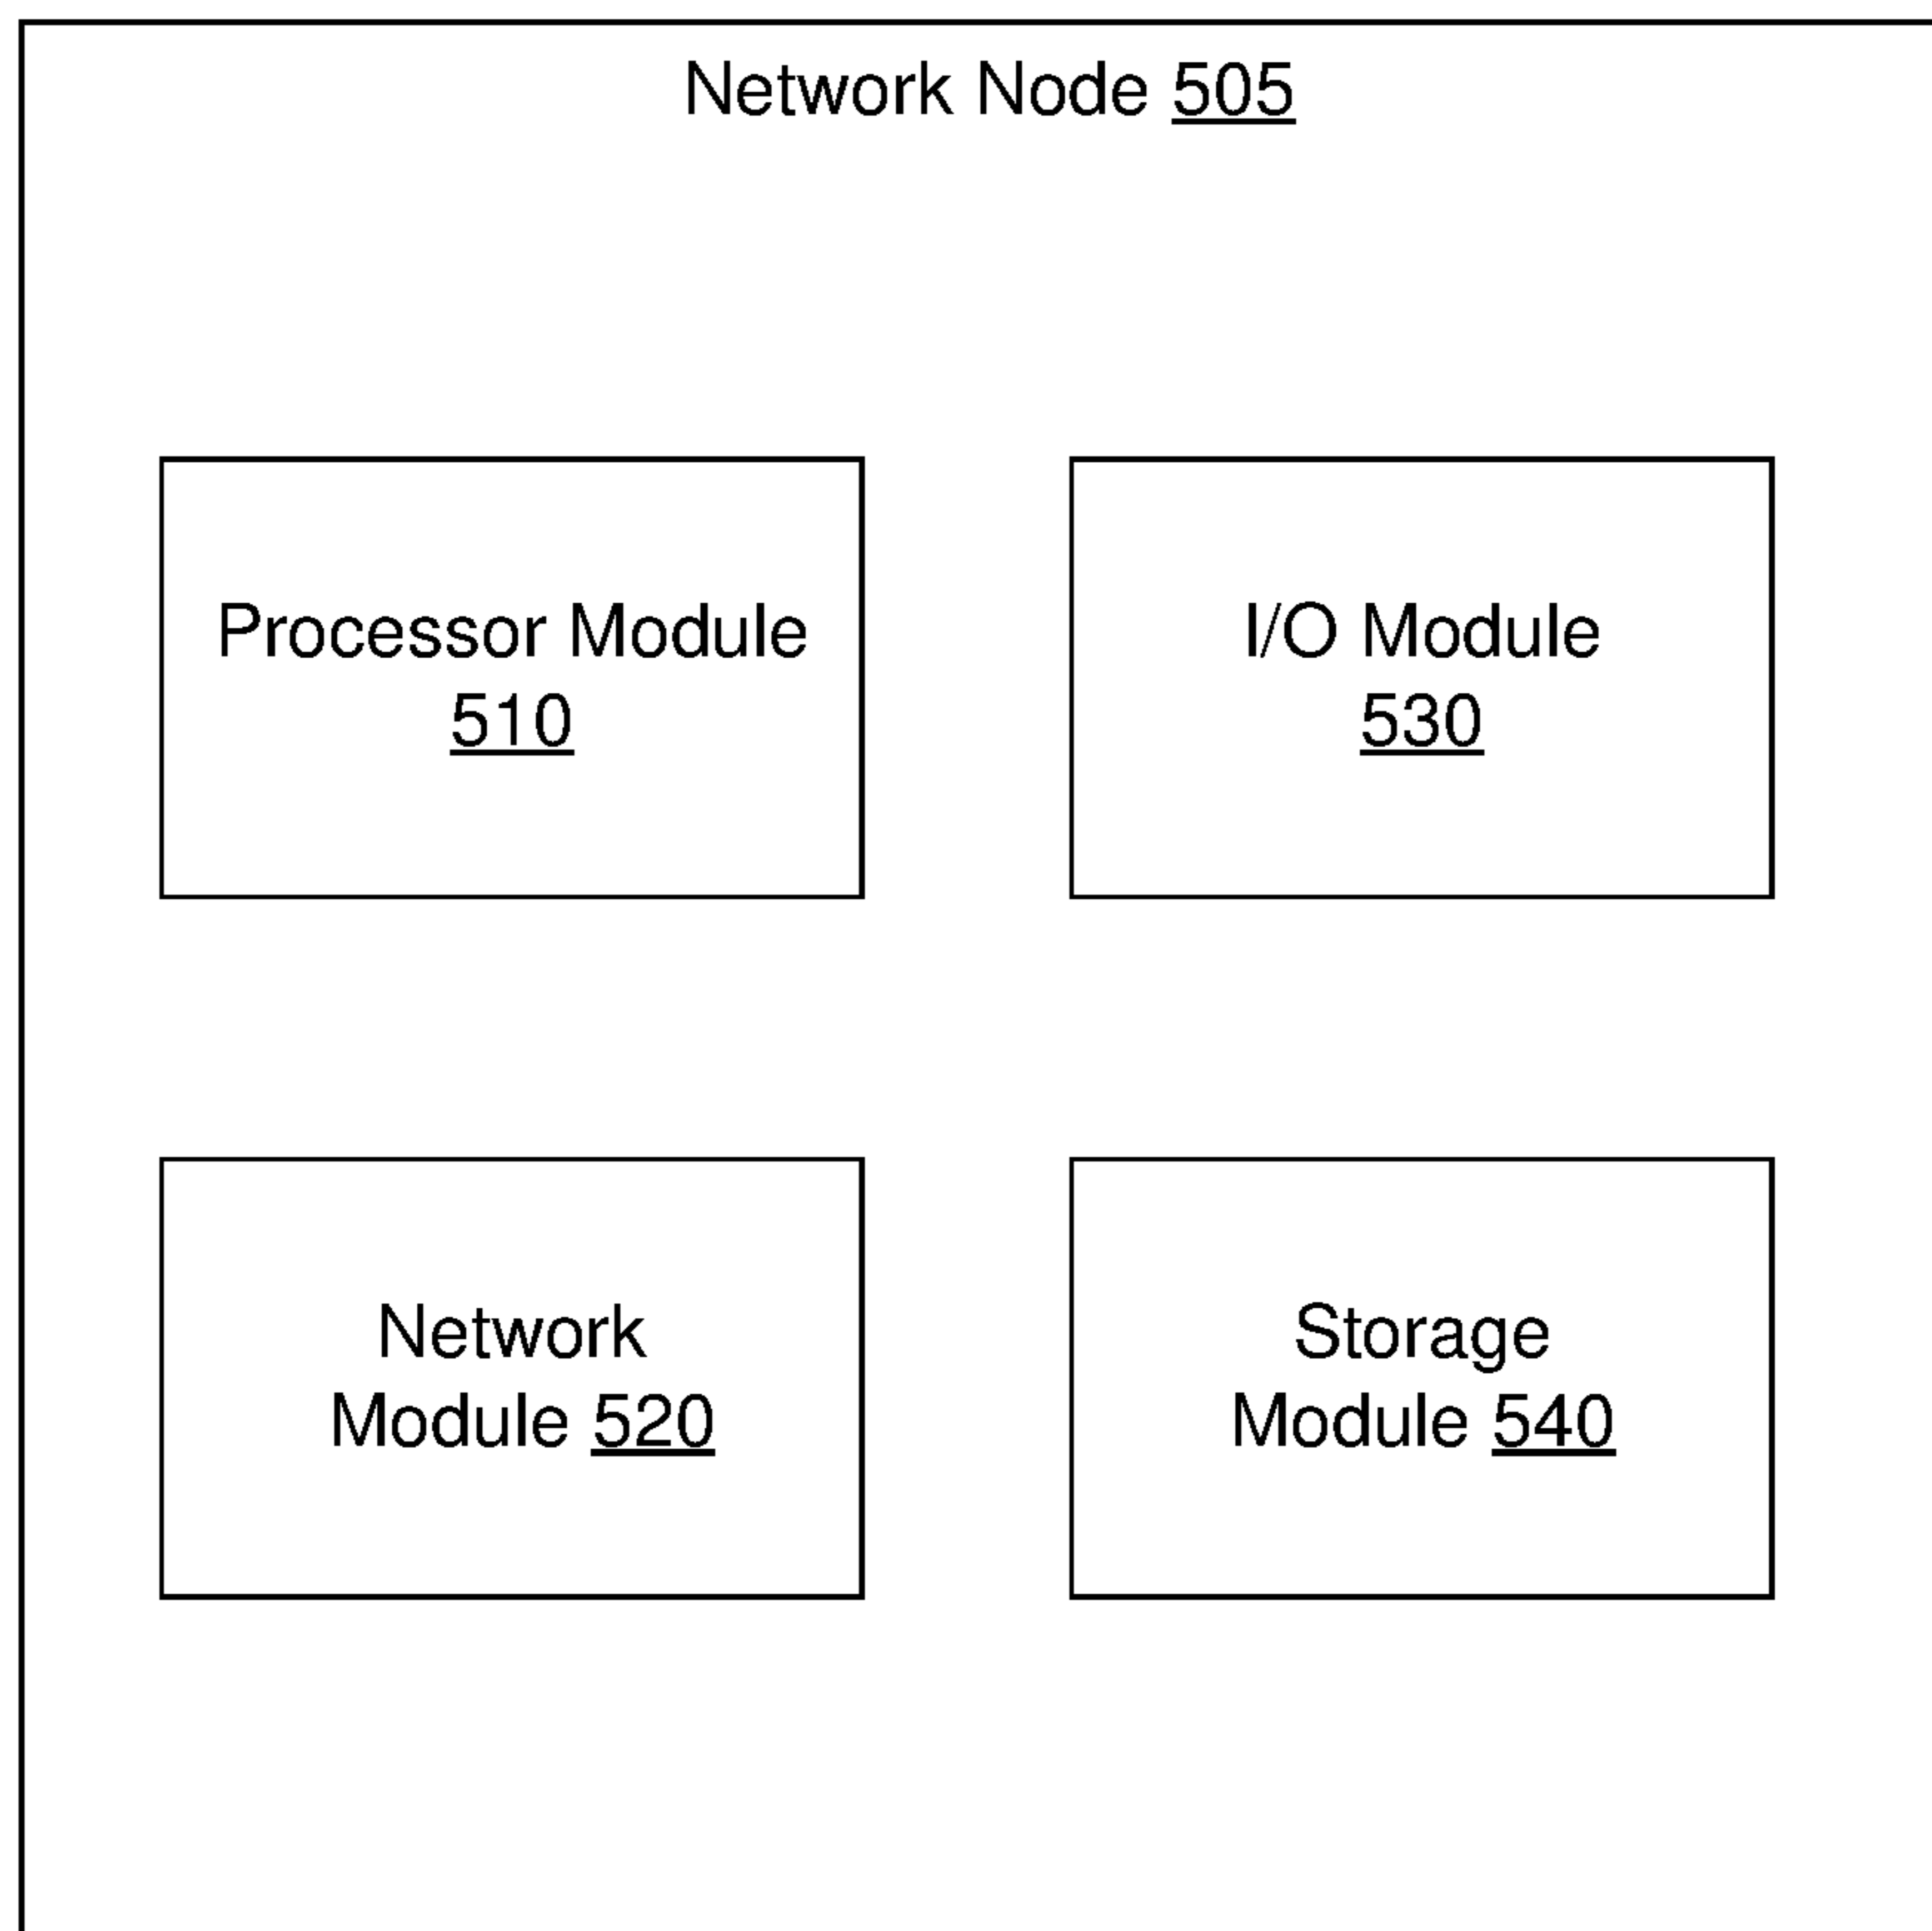 Network Node 505
Processor Module
510
I/O Module
530
Network
Module 520
Storage
Module 540